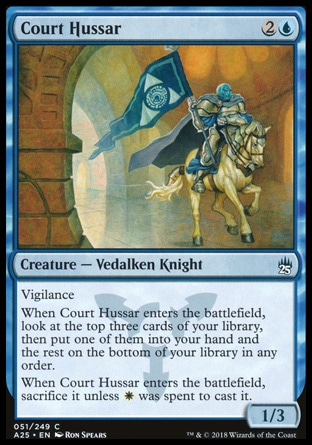 Court Hussar 2
Creature — Vedalken Knight 25
Vigilance
When Court Hussar enters the battlefield,
look at the top three cards of your library,
then put one of them into your hand and
the rest on the bottom of your library in any
order.
When Court Hussar enters the battlefield,
sacrifice it unless was spent to cast it.
1/3
051/249 C
A25 • EN Ron Spears ™ & © 2018 Wizards of the Coast